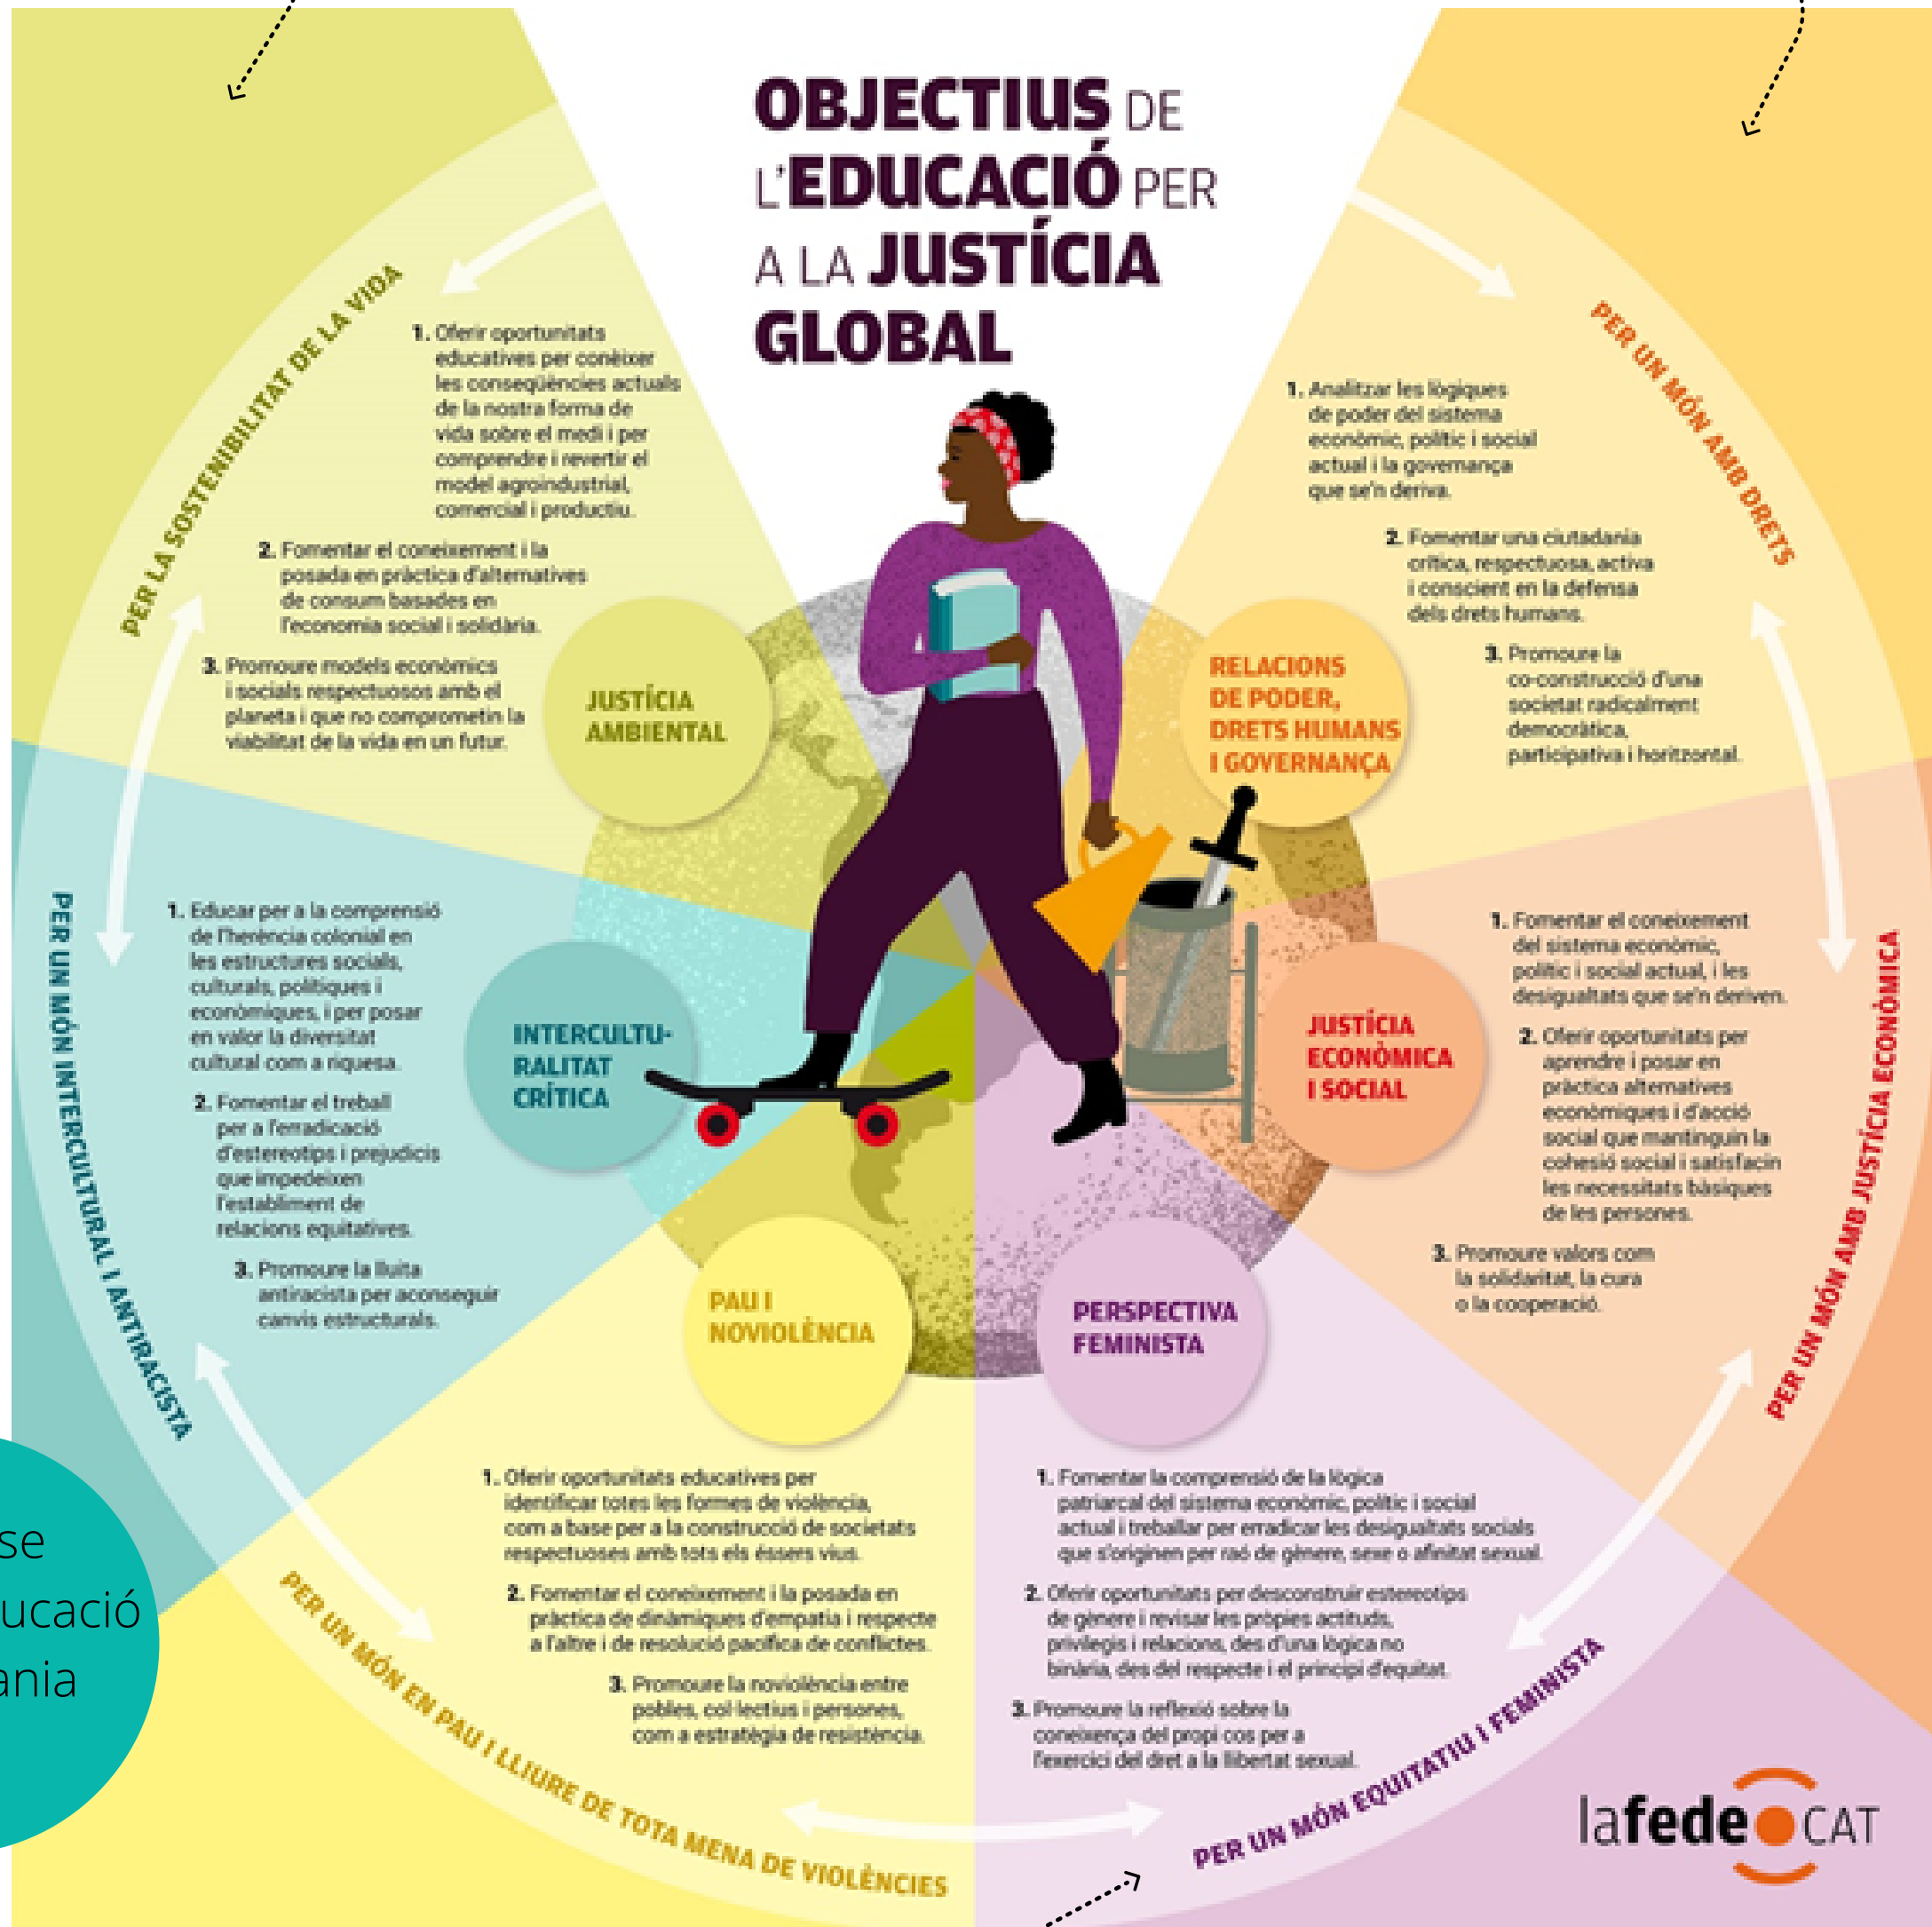 OBJECTIUS DE
L'EDUCACIÓ PER
A LA JUSTÍCIA
GLOBAL
PER LA SOSTENIBILITAT DE LA VIDA
1. Oferir oportunitats
educatives per conèixer
les conseqüències actuals
de la nostra forma de
vida sobre el medi i per
comprendre i revertir el
model agroindustrial,
comercial i productiu.
2. Fomentar el coneixement i la
posada en pràctica d'alternatives
de consum basades en
l'economia social i solidària.
3. Promoure models econòmics
i socials respectuosos amb el
planeta i que no comprometin la
viabilitat de la vida en un futur.
JUSTÍCIA
AMBIENTAL
PER UN MÓN AMB DRETS
1. Analitzar les lògiques
de poder del sistema
econòmic, polític i social
actual i la governança
que se'n deriva.
2. Fomentar una ciutadania
crítica, respectuosa, activa
i conscient en la defensa
dels drets humans.
3. Promoure la
co-construcció d'una
societat radicalment
democràtica,
participativa i horitzontal.
RELACIONS
DE PODER,
DRETS HUMANS
I GOVERNANÇA
PER UN MÓN INTERCULTURAL I ANTIRACISTA
1. Educar per a la comprensió
de l'herència colonial en
les estructures socials,
culturals, polítiques i
econòmiques, i per posar
en valor la diversitat
cultural com a riquesa.
2. Fomentar el treball
per a l'erradicació
d'estereotips i prejudicis
que impedeixen
l'establiment de
relacions equitatives.
3. Promoure la lluita
antiracista per aconseguir
canvis estructurals.
INTERCULTU-
RALITAT
CRÍTICA
PER UN MÓN AMB JUSTÍCIA ECONÒMICA
1. Fomentar el coneixement
del sistema econòmic,
polític i social actual, i les
desigualtats que se'n deriven.
2. Oferir oportunitats per
aprendre i posar en
pràctica alternatives
econòmiques i d'acció
social que mantinguin la
cohesió social i satisfacin
les necessitats bàsiques
de les persones.
3. Promoure valors com
la solidaritat, la cura
o la cooperació.
JUSTÍCIA
ECONÒMICA
I SOCIAL
PAU I
NOVIOLÈNCIA
1. Oferir oportunitats educatives per
identificar totes les formes de violència,
com a base per a la construcció de societats
respectuoses amb tots els éssers vius.
2. Fomentar el coneixement i la posada en
pràctica de dinàmiques d'empatia i respecte
a l'altre i de resolució pacífica de conflictes.
3. Promoure la noviolència entre
pobles, col·lectius i persones,
com a estratègia de resistència.
PER UN MÓN EN PAU I LLIURE DE TOTA MENA DE VIOLÈNCIES
PERSPECTIVA
FEMINISTA
1. Fomentar la comprensió de la lògica
patriarcal del sistema econòmic, polític i social
actual i treballar per erradicar les desigualtats socials
que s'originen per raó de gènere, sexe o afinitat sexual.
2. Oferir oportunitats per desconstruir estereotips
de gènere i revisar les pròpies actituds,
privilegis i relacions, des d'una lògica no
binària, des del respecte i el principi d'equitat.
3. Promoure la reflexió sobre la
coneixença del propi cos per a
l'exercici del dret a la llibertat sexual.
PER UN MÓN EQUITATIU I FEMINISTA
se
ucació
ania
lafede CAT